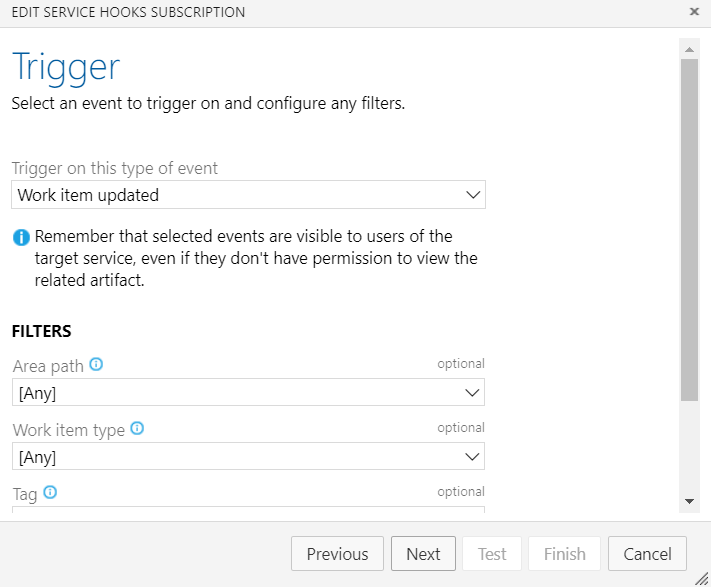 EDIT SERVICE HOOKS SUBSCRIPTION
Trigger
Select an event to trigger on and configure any filters.
Trigger on this type of event
Work item updated
Remember that selected events are visible to users of the
target service, even if they don't have permission to view the
related artifact.
FILTERS
Area path optional
[Any]
Work item type optional
[Any]
Tag optional
Previous Next Test Finish Cancel